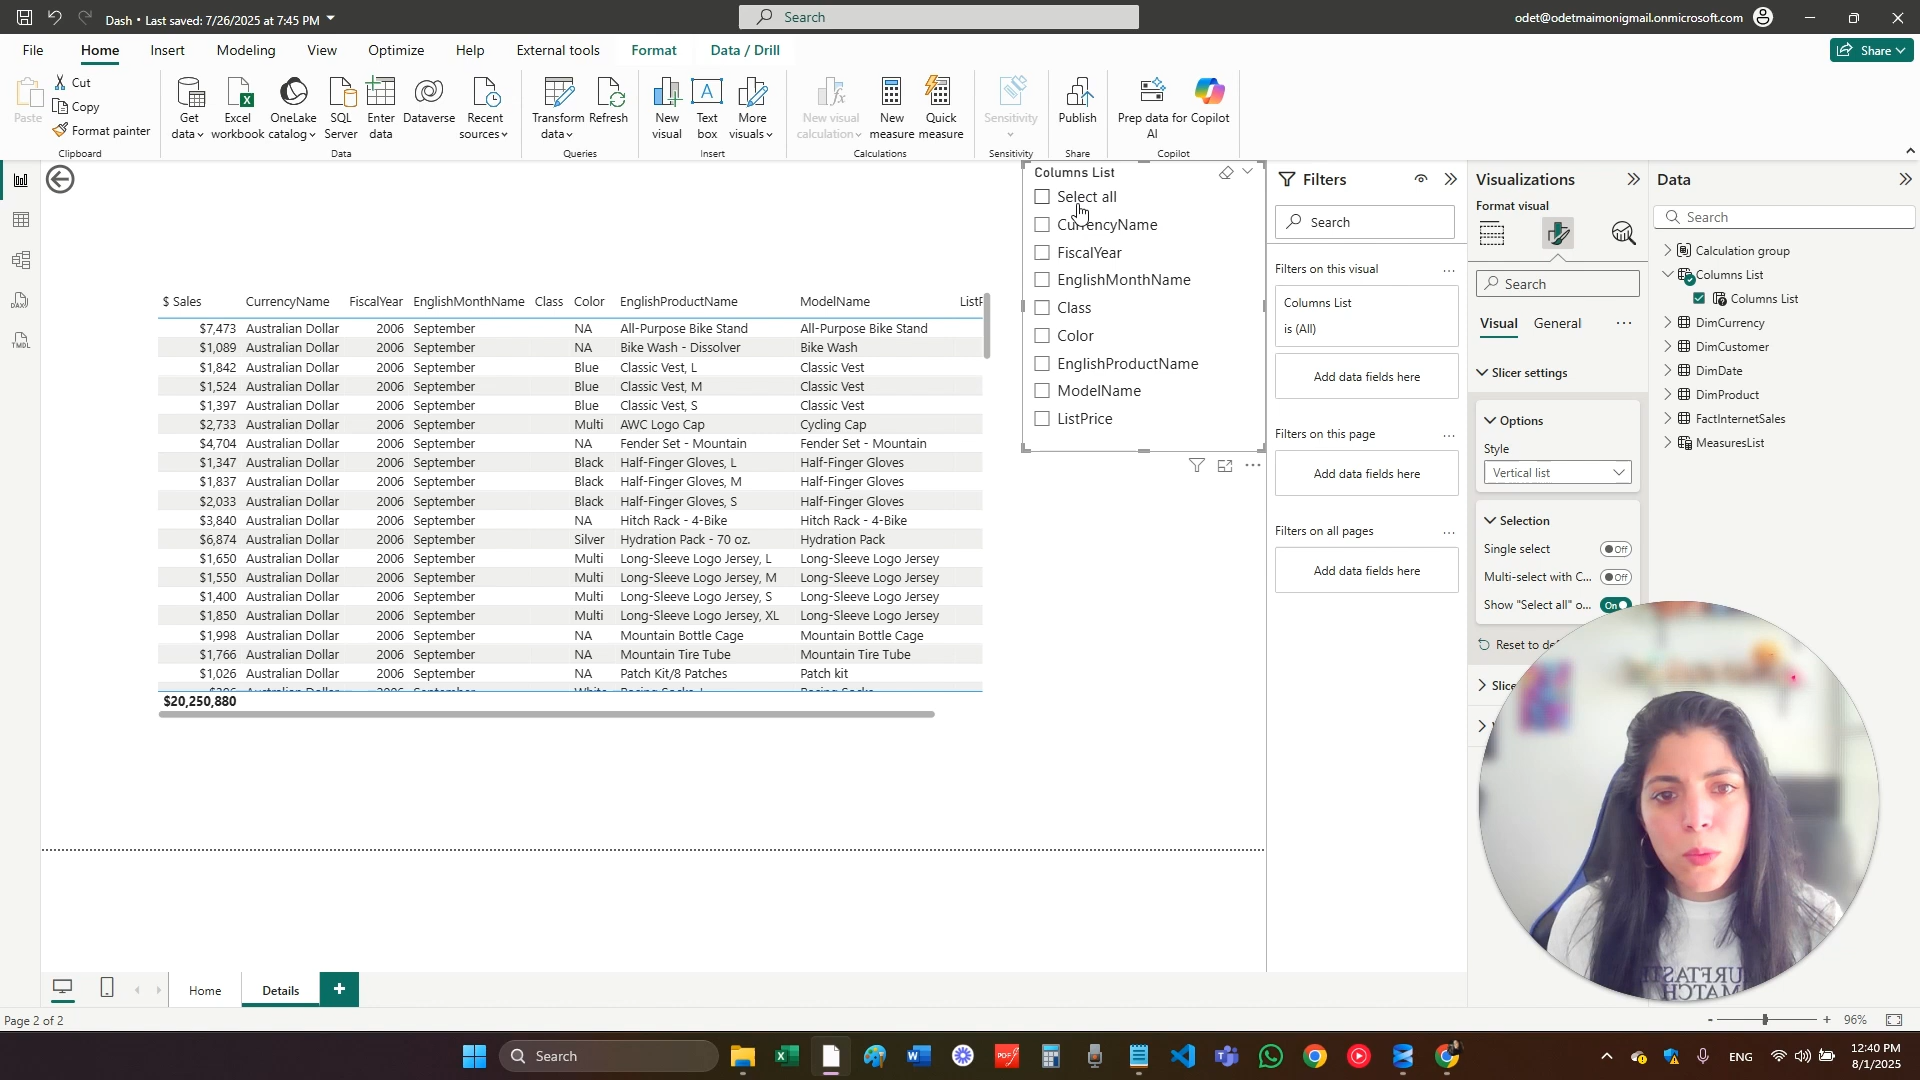 Dash • Last saved: 7/26/2025 at 7:45 PM
Search
odet@odetmaimonigmail.onmicrosoft.com
File Home Insert Modeling View Optimize Help External tools Format Data / Drill
Share
Paste
Cut
Copy
Format painter
Clipboard
Get data
Excel workbook
OneLake catalog
SQL Server
Enter data
Dataverse
Recent sources
Data
Transform data
Refresh
Queries
New visual
Text box
More visuals
Insert
New visual calculation
New measure
Quick measure
Calculations
Sensitivity
Sensitivity
Publish
Share
Prep data for AI
Copilot
Copilot
Columns List
Select all
CurrencyName
FiscalYear
EnglishMonthName
Class
Color
EnglishProductName
ModelName
ListPrice
$ Sales CurrencyName FiscalYear EnglishMonthName Class Color EnglishProductName ModelName ListP
$7,473 Australian Dollar 2006 September NA All-Purpose Bike Stand All-Purpose Bike Stand
$1,089 Australian Dollar 2006 September NA Bike Wash - Dissolver Bike Wash
$1,842 Australian Dollar 2006 September Blue Classic Vest, L Classic Vest
$1,524 Australian Dollar 2006 September Blue Classic Vest, M Classic Vest
$1,397 Australian Dollar 2006 September Blue Classic Vest, S Classic Vest
$2,733 Australian Dollar 2006 September Multi AWC Logo Cap Cycling Cap
$4,704 Australian Dollar 2006 September NA Fender Set - Mountain Fender Set - Mountain
$1,347 Australian Dollar 2006 September Black Half-Finger Gloves, L Half-Finger Gloves
$1,837 Australian Dollar 2006 September Black Half-Finger Gloves, M Half-Finger Gloves
$2,033 Australian Dollar 2006 September Black Half-Finger Gloves, S Half-Finger Gloves
$3,840 Australian Dollar 2006 September NA Hitch Rack - 4-Bike Hitch Rack - 4-Bike
$6,874 Australian Dollar 2006 September Silver Hydration Pack - 70 oz. Hydration Pack
$1,650 Australian Dollar 2006 September Multi Long-Sleeve Logo Jersey, L Long-Sleeve Logo Jersey
$1,550 Australian Dollar 2006 September Multi Long-Sleeve Logo Jersey, M Long-Sleeve Logo Jersey
$1,400 Australian Dollar 2006 September Multi Long-Sleeve Logo Jersey, S Long-Sleeve Logo Jersey
$1,850 Australian Dollar 2006 September Multi Long-Sleeve Logo Jersey, XL Long-Sleeve Logo Jersey
$1,998 Australian Dollar 2006 September NA Mountain Bottle Cage Mountain Bottle Cage
$1,766 Australian Dollar 2006 September NA Mountain Tire Tube Mountain Tire Tube
$1,026 Australian Dollar 2006 September NA Patch Kit/8 Patches Patch kit
$20,250,880
Filters
Search
Filters on this visual
Columns List
is (All)
Add data fields here
Filters on this page
Add data fields here
Filters on all pages
Add data fields here
Visualizations
Format visual
Search
Visual General
Slicer settings
Options
Style
Vertical list
Selection
Single select Off
Multi-select with C... Off
Show "Select all" o... On
Reset to de
Slice
Data
Search
Calculation group
Columns List
Columns List
DimCurrency
DimCustomer
DimDate
DimProduct
FactInternetSales
MeasuresList
Home Details
Page 2 of 2
96%
Search
ENG
12:40 PM
8/1/2025